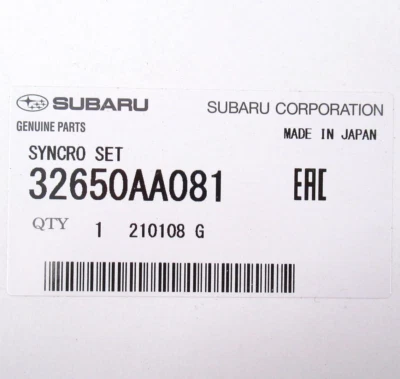 SUBARU
SUBARU CORPORATION
GENUINE PARTS
MADE IN JAPAN
SYNCRO SET
32650AA081
EAC
QTY 1 210108 G